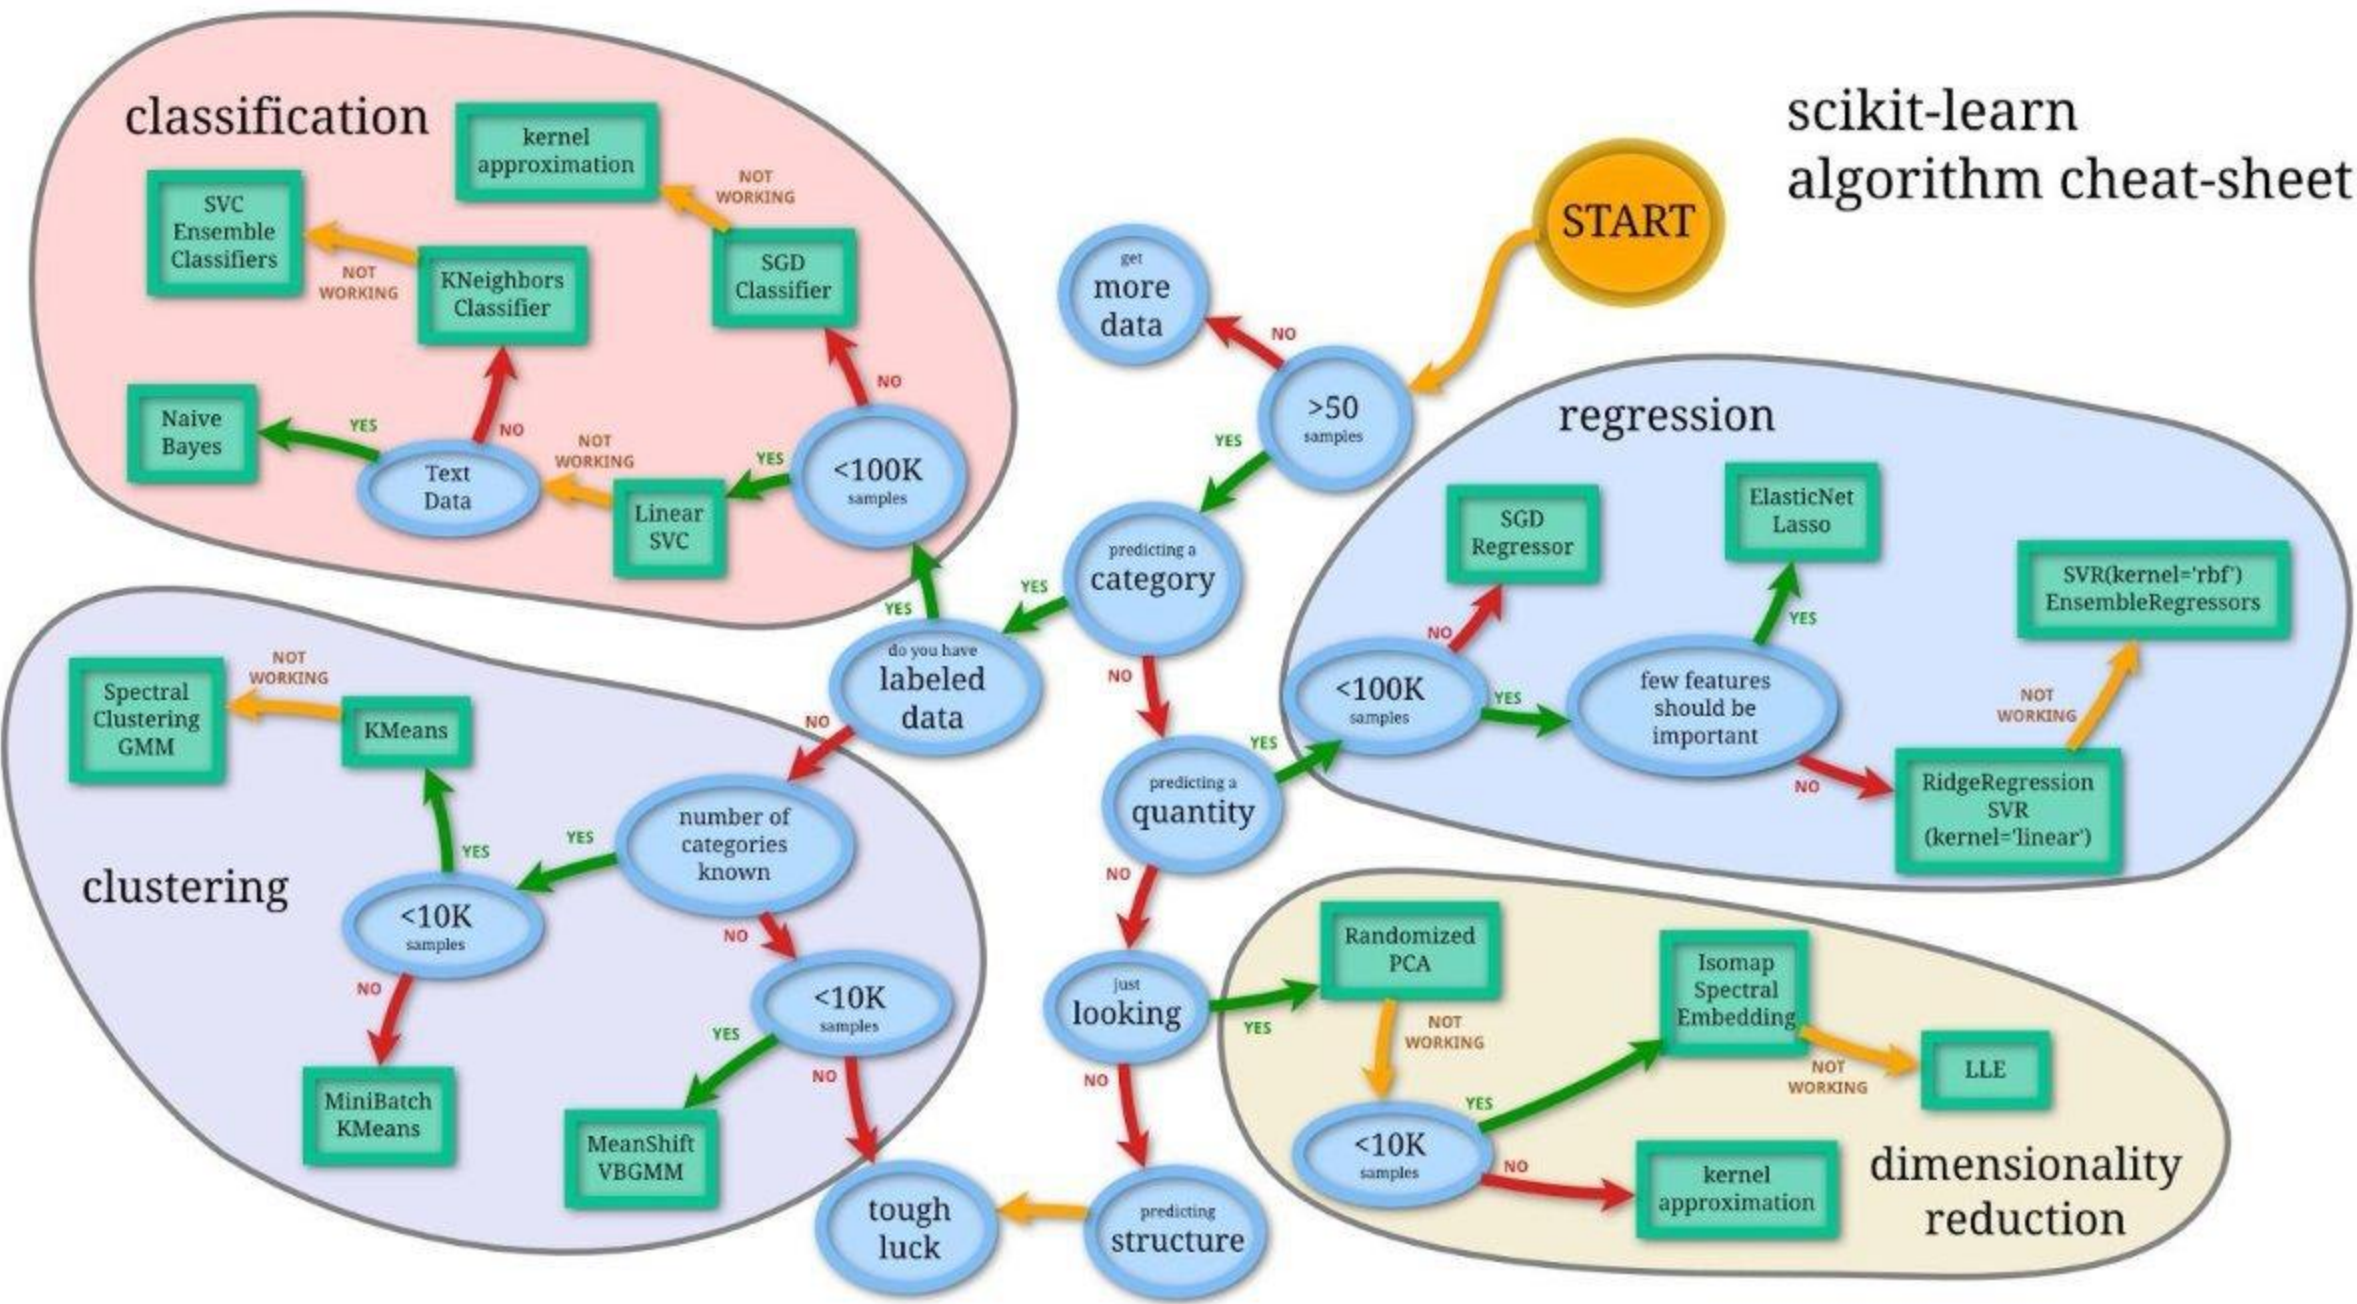 scikit-learn
algorithm cheat-sheet
START
>50
samples
NO
get
more
data
YES
predicting a
category
YES
do you have
labeled
data
NO
predicting a
quantity
YES
NO
just
looking
YES
NO
predicting
structure
tough
luck
classification
YES
<100K
samples
NO
SGD
Classifier
NOT
WORKING
kernel
approximation
YES
Linear
SVC
NOT
WORKING
Text
Data
YES
Naive
Bayes
NO
KNeighbors
Classifier
NOT
WORKING
SVC
Ensemble
Classifiers
clustering
NO
number of
categories
known
YES
<10K
samples
YES
KMeans
NOT
WORKING
Spectral
Clustering
GMM
NO
MiniBatch
KMeans
NO
<10K
samples
YES
MeanShift
VBGMM
NO
regression
<100K
samples
NO
SGD
Regressor
YES
few features
should be
important
YES
ElasticNet
Lasso
NO
RidgeRegression
SVR
(kernel='linear')
NOT
WORKING
SVR(kernel='rbf')
EnsembleRegressors
dimensionality
reduction
Randomized
PCA
NOT
WORKING
<10K
samples
YES
Isomap
Spectral
Embedding
NOT
WORKING
LLE
NO
kernel
approximation